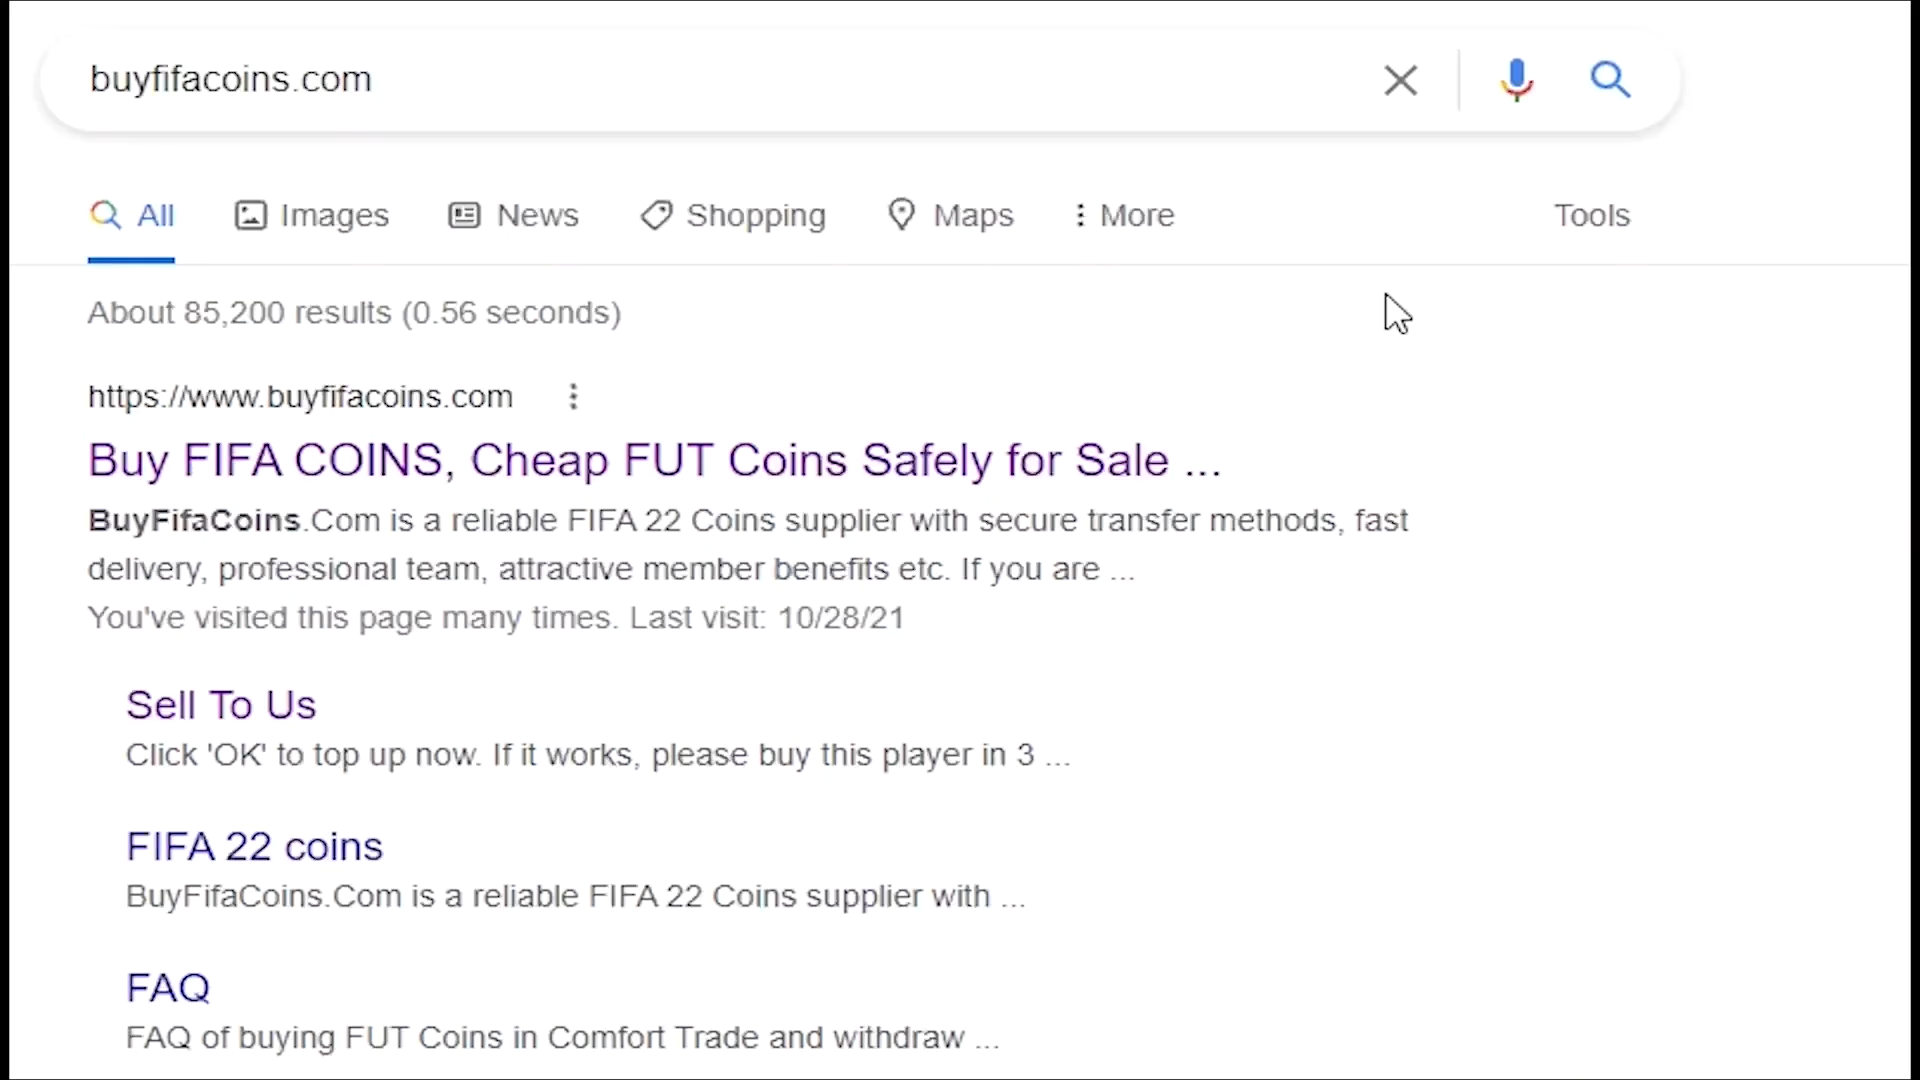 buyfifacoins.com
All Images News Shopping Maps More Tools
About 85,200 results (0.56 seconds)
https://www.buyfifacoins.com
Buy FIFA COINS, Cheap FUT Coins Safely for Sale ...
BuyFifaCoins.Com is a reliable FIFA 22 Coins supplier with secure transfer methods, fast
delivery, professional team, attractive member benefits etc. If you are ...
You've visited this page many times. Last visit: 10/28/21
Sell To Us
Click 'OK' to top up now. If it works, please buy this player in 3 ...
FIFA 22 coins
BuyFifaCoins.Com is a reliable FIFA 22 Coins supplier with ...
FAQ
FAQ of buying FUT Coins in Comfort Trade and withdraw ...